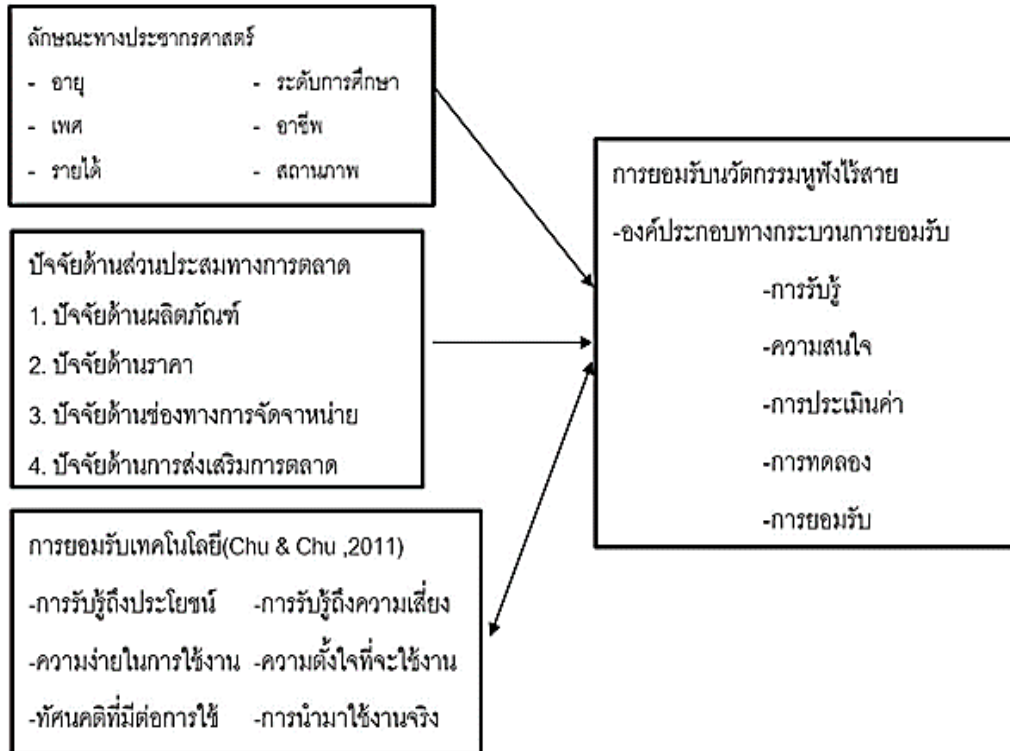 ลักษณะทางประชากรศาสตร์
- อายุ - ระดับการศึกษา
- เพศ - อาชีพ
- รายได้ - สถานภาพ
ปัจจัยด้านส่วนประสมทางการตลาด
1. ปัจจัยด้านผลิตภัณฑ์
2. ปัจจัยด้านราคา
3. ปัจจัยด้านช่องทางการจัดจาหน่าย
4. ปัจจัยด้านการส่งเสริมการตลาด
การยอมรับเทคโนโลยี(Chu & Chu ,2011)
-การรับรู้ถึงประโยชน์ -การรับรู้ถึงความเสี่ยง
-ความง่ายในการใช้งาน -ความตั้งใจที่จะใช้งาน
-ทัศนคติที่มีต่อการใช้ -การนำมาใช้งานจริง
การยอมรับนวัตกรรมหูฟังไร้สาย
-องค์ประกอบทางกระบวนการยอมรับ
-การรับรู้
-ความสนใจ
-การประเมินค่า
-การทดลอง
-การยอมรับ